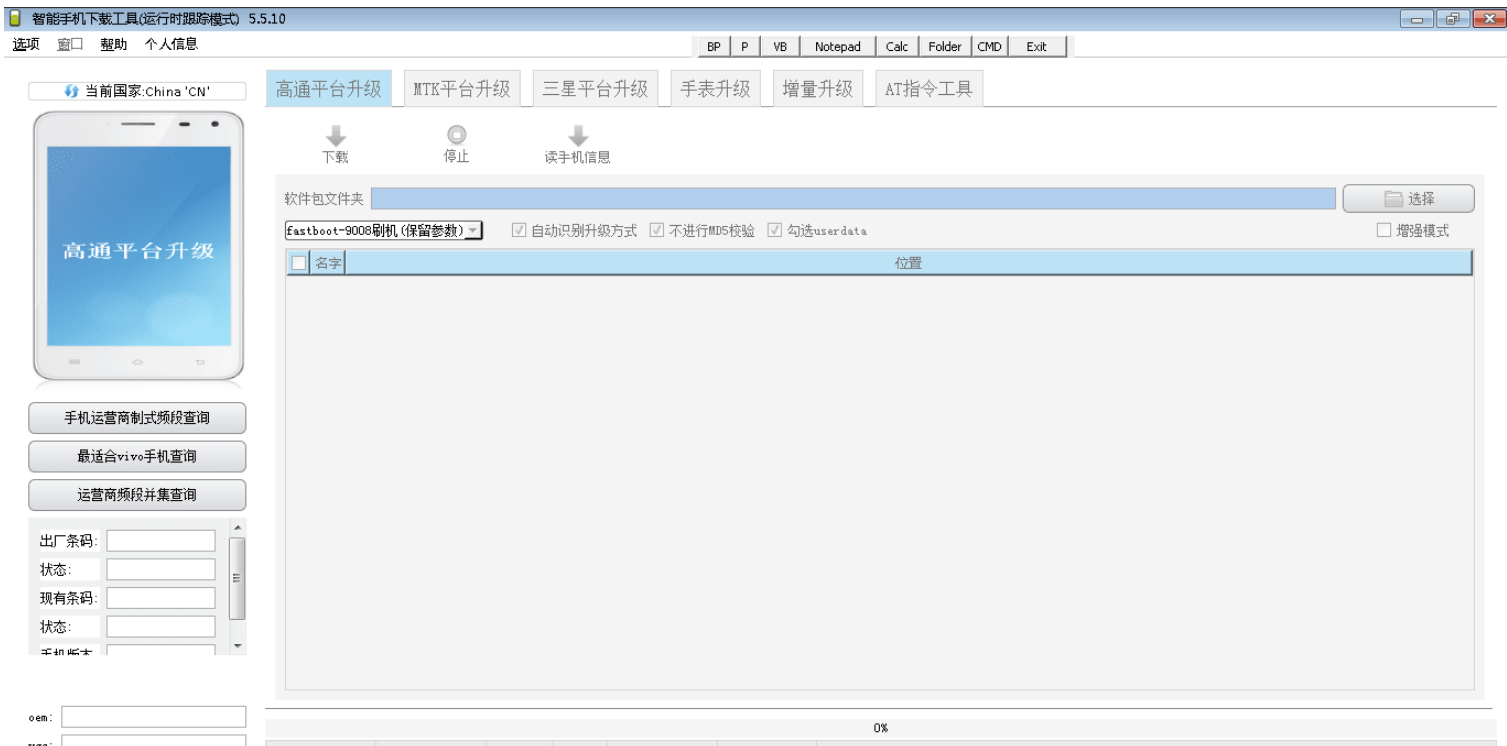 智能手机下载工具(运行时跟踪模式) 5.5.10
选项 窗口 帮助 个人信息
BP P VB Notepad Calc Folder CMD Exit
当前国家:China 'CN'
高通平台升级 MTK平台升级 三星平台升级 手表升级 增量升级 AT指令工具
下载 停止 读手机信息
软件包文件夹 选择
fastboot-9008刷机(保留参数) 自动识别升级方式 不进行MD5校验 勾选userdata 增强模式
名字 位置
高通平台升级
手机运营商制式频段查询
最适合vivo手机查询
运营商频段并集查询
出厂条码:
状态:
现有条码:
状态:
手机版本
oem:
0%